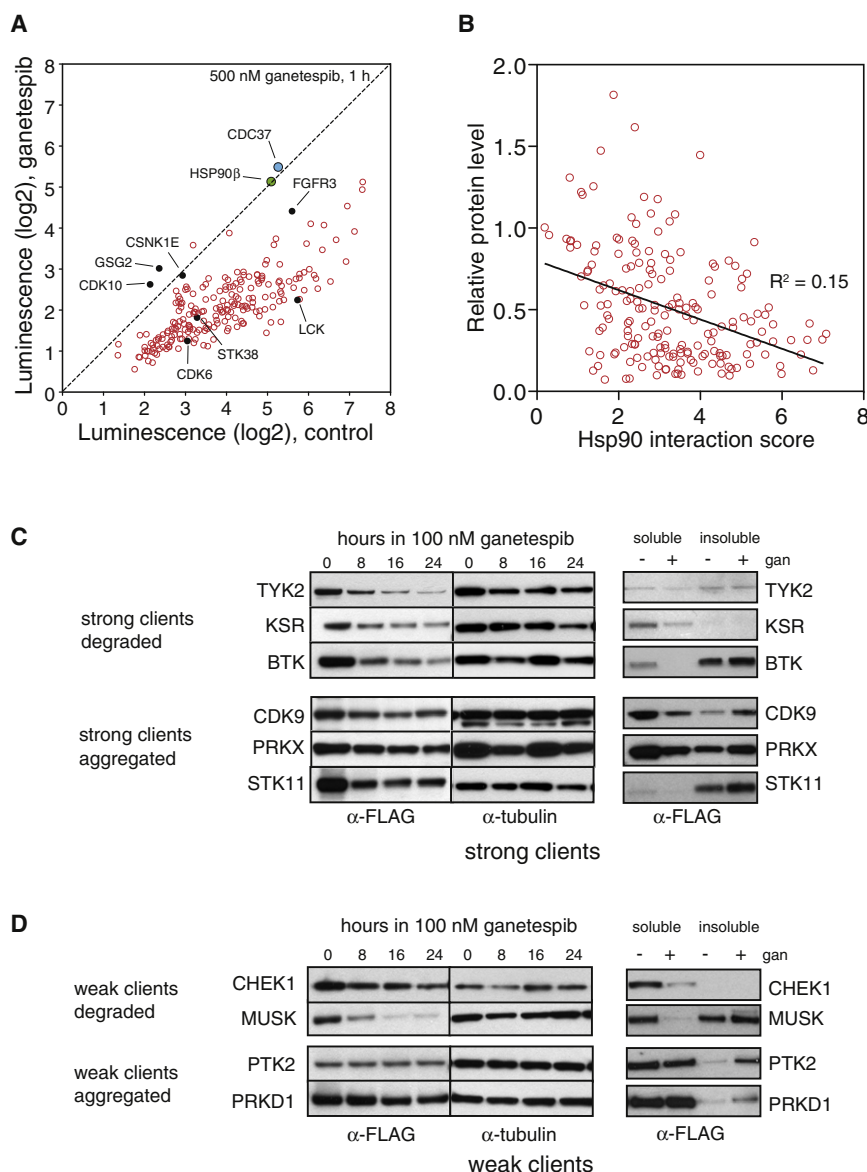 A
Luminescence (log2), ganetespib
8
7
6
5
4
3
2
1
0
500 nM ganetespib, 1 h
CDC37
HSP90β
FGFR3
CSNK1E
GSG2
CDK10
LCK
STK38
CDK6
0 1 2 3 4 5 6 7 8
Luminescence (log2), control
B
Relative protein level
2.0
1.5
1.0
0.5
0.0
R² = 0.15
0 2 4 6 8
Hsp90 interaction score
C
hours in 100 nM ganetespib
soluble insoluble
0 8 16 24 0 8 16 24
- + - + gan
strong clients
degraded
TYK2 TYK2
KSR KSR
BTK BTK
strong clients
aggregated
CDK9 CDK9
PRKX PRKX
STK11 STK11
α-FLAG α-tubulin α-FLAG
strong clients
D
hours in 100 nM ganetespib
soluble insoluble
0 8 16 24 0 8 16 24
- + - + gan
weak clients
degraded
CHEK1 CHEK1
MUSK MUSK
weak clients
aggregated
PTK2 PTK2
PRKD1 PRKD1
α-FLAG α-tubulin α-FLAG
weak clients